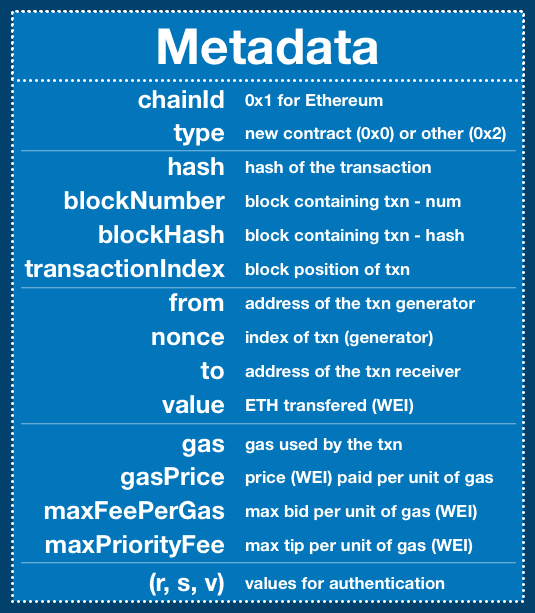 Metadata
chainId 0x1 for Ethereum
type new contract (0x0) or other (0x2)
hash hash of the transaction
blockNumber block containing txn - num
blockHash block containing txn - hash
transactionIndex block position of txn
from address of the txn generator
nonce index of txn (generator)
to address of the txn receiver
value ETH transfered (WEI)
gas gas used by the txn
gasPrice price (WEI) paid per unit of gas
maxFeePerGas max bid per unit of gas (WEI)
maxPriorityFee max tip per unit of gas (WEI)
(r, s, v) values for authentication